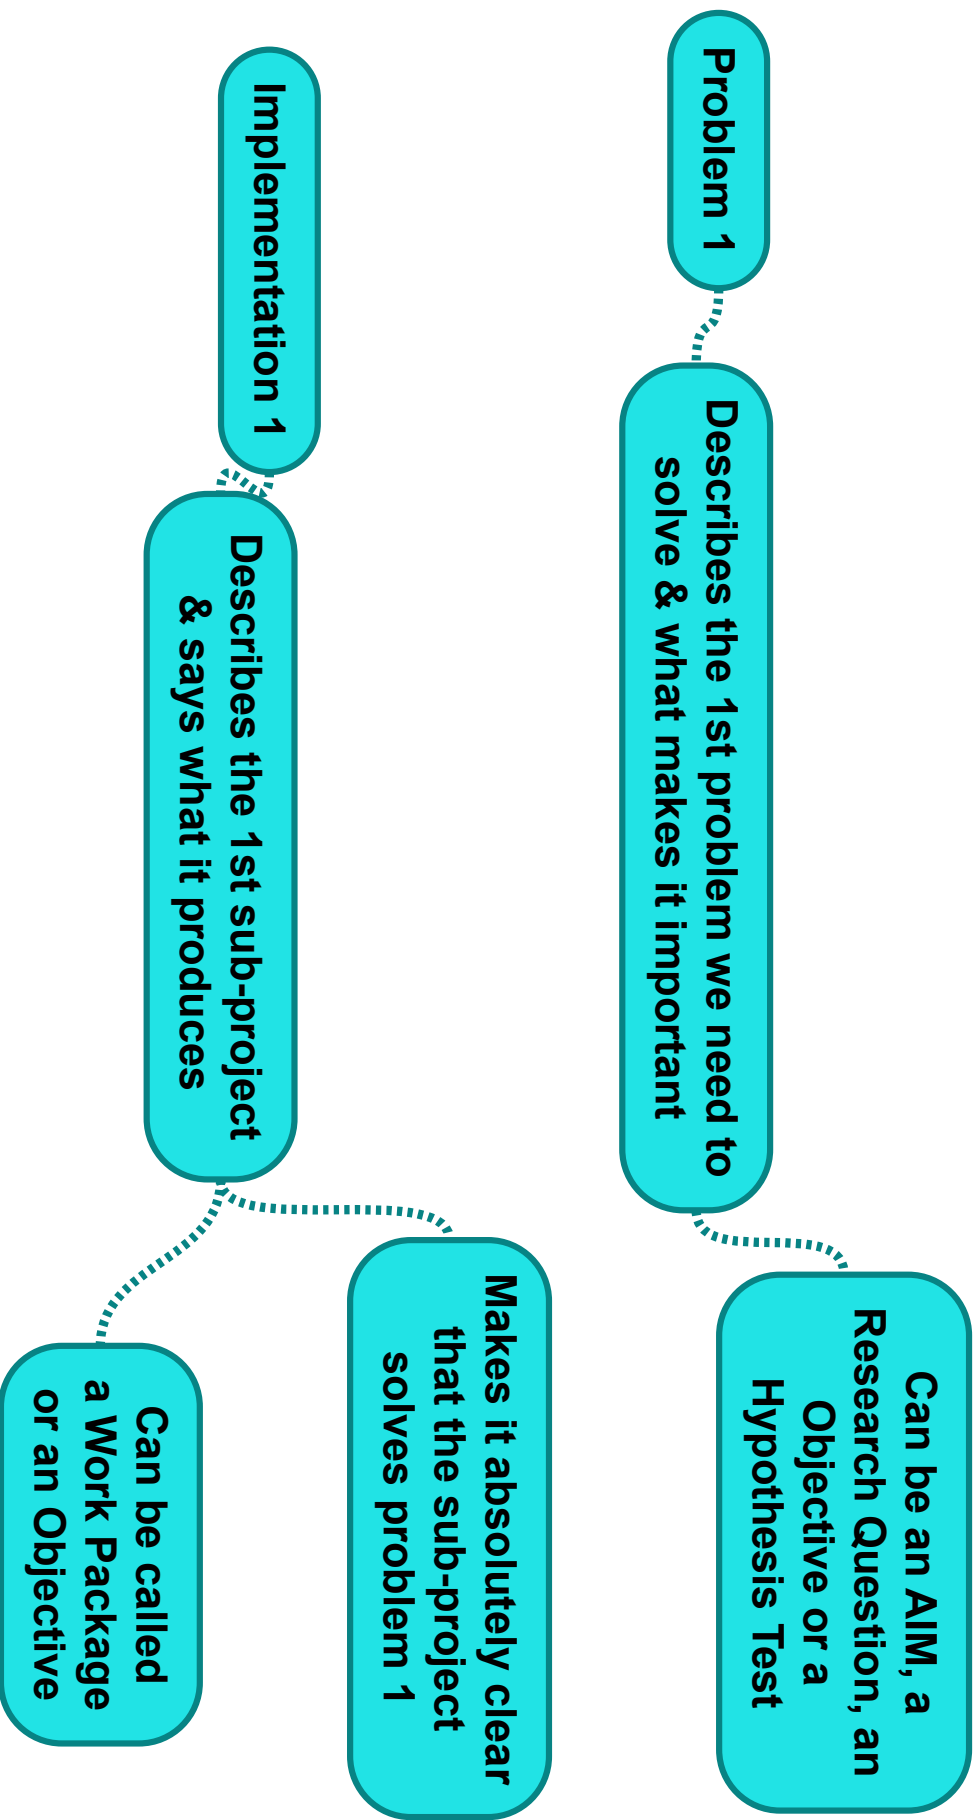 Problem 1
Describes the 1st problem we need to
solve & what makes it important
Can be an AIM, a
Research Question, an
Objective or a
Hypothesis Test
Implementation 1
Describes the 1st sub-project
& says what it produces
Makes it absolutely clear
that the sub-project
solves problem 1
Can be called
a Work Package
or an Objective